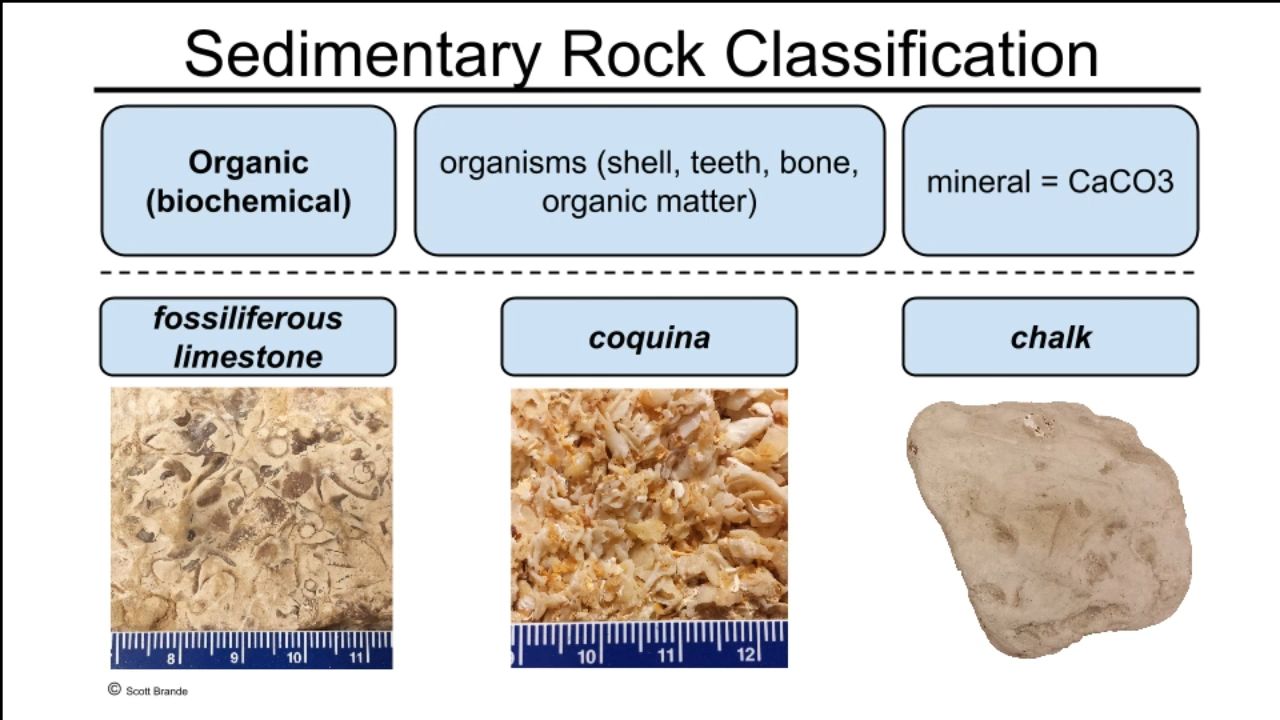 Sedimentary Rock Classification
Organic
(biochemical)
organisms (shell, teeth, bone,
organic matter)
mineral = CaCO3
fossiliferous
limestone
coquina
chalk
8 9 10 11
10 11 12
© Scott Brande